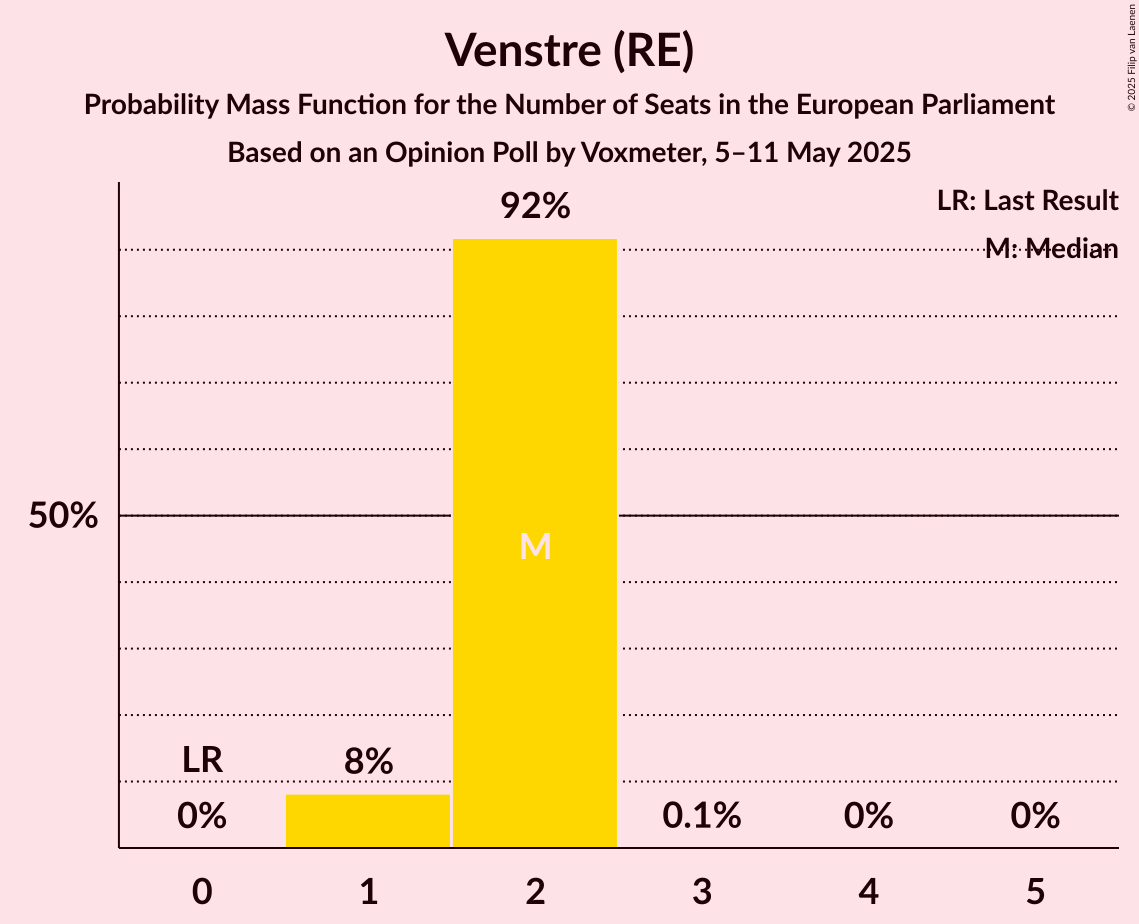 Venstre (RE)
Probability Mass Function for the Number of Seats in the European Parliament
Based on an Opinion Poll by Voxmeter, 5–11 May 2025
© 2025 Filip van Laenen
LR: Last Result
M: Median
92%
50%
M
LR
8%
0%
0.1%
0%
0%
0 1 2 3 4 5